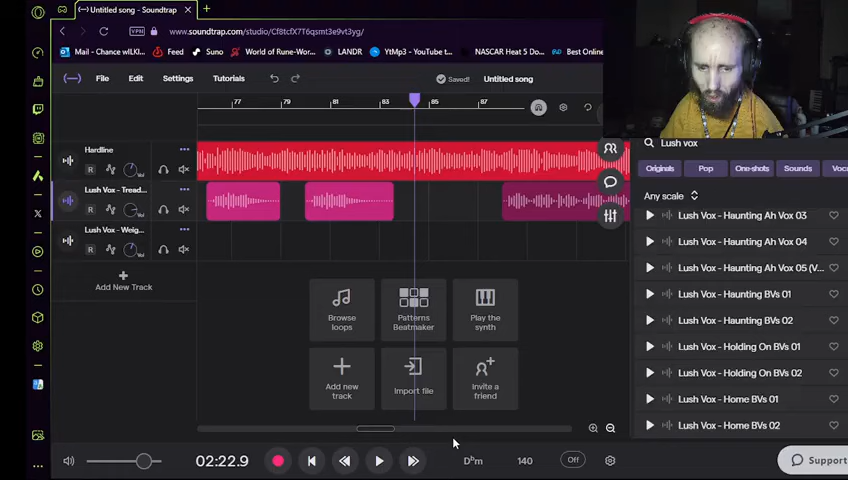 Untitled song - Soundtrap
VPN
www.soundtrap.com/studio/Cf8tcfX7T6qsmt3e9vt3yg/
Mail - Chance wILKI...
Feed
Suno
World of Rune-Wor...
LANDR
YtMp3 - YouTube t...
NASCAR Heat 5 Do...
Best Online
File
Edit
Settings
Tutorials
Saved!
Untitled song
77
79
81
83
85
87
Hardline
R
Vol
Lush Vox - Tread...
R
Vol
Lush Vox - Weig...
R
Vol
Add New Track
Browse
loops
Patterns
Beatmaker
Play the
synth
Add new
track
Import file
Invite a
friend
Lush vox
Originals
Pop
One-shots
Sounds
Voc
Any scale
Lush Vox - Haunting Ah Vox 03
Lush Vox - Haunting Ah Vox 04
Lush Vox - Haunting Ah Vox 05 (V...
Lush Vox - Haunting BVs 01
Lush Vox - Haunting BVs 02
Lush Vox - Holding On BVs 01
Lush Vox - Holding On BVs 02
Lush Vox - Home BVs 01
Lush Vox - Home BVs 02
02:22.9
D♭m
140
Off
Support